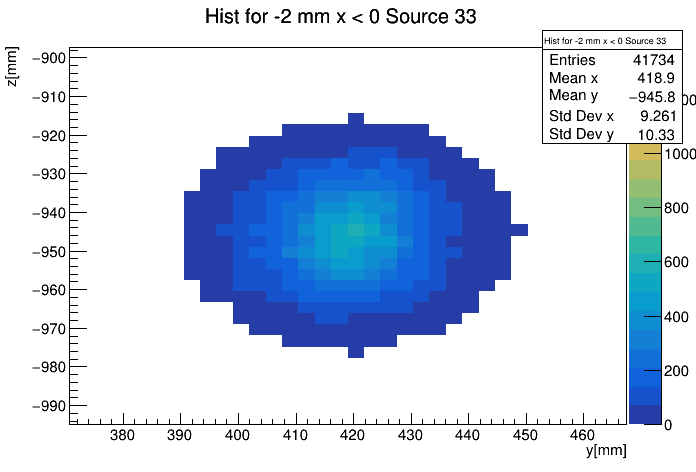 Hist for -2 mm x < 0 Source 33
z[mm]
−900
−910
−920
−930
−940
−950
−960
−970
−980
−990
380
390
400
410
420
430
440
450
460
y[mm]
Hist for -2 mm x < 0 Source 33
Entries 41734
Mean x 418.9
Mean y −945.8
Std Dev x 9.261
Std Dev y 10.33
00
1000
800
600
400
200
0